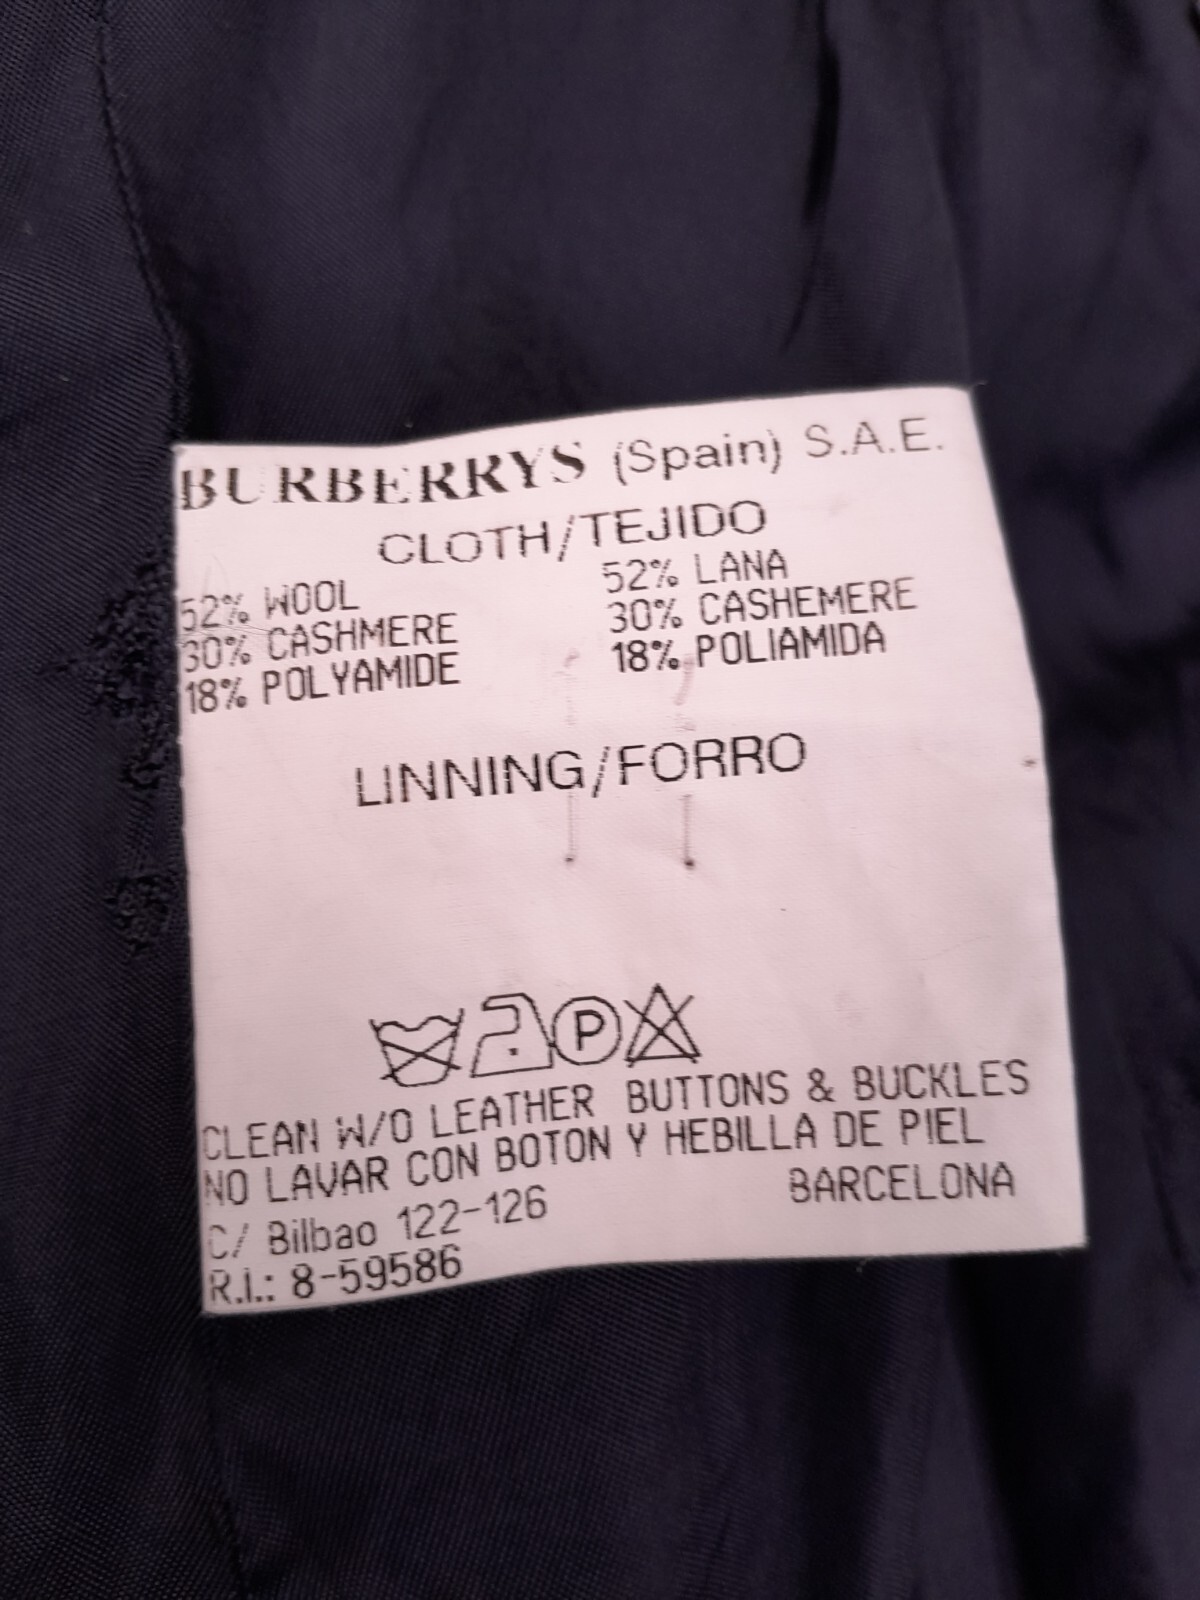 BURBERRYS (Spain) S.A.E.
CLOTH/TEJIDO
52% WOOL 52% LANA
30% CASHMERE 30% CASHEMERE
18% POLYAMIDE 18% POLIAMIDA
LINNING/FORRO
P
CLEAN W/O LEATHER BUTTONS & BUCKLES
NO LAVAR CON BOTON Y HEBILLA DE PIEL
C/ Bilbao 122-126 BARCELONA
R.I.: 8-59586